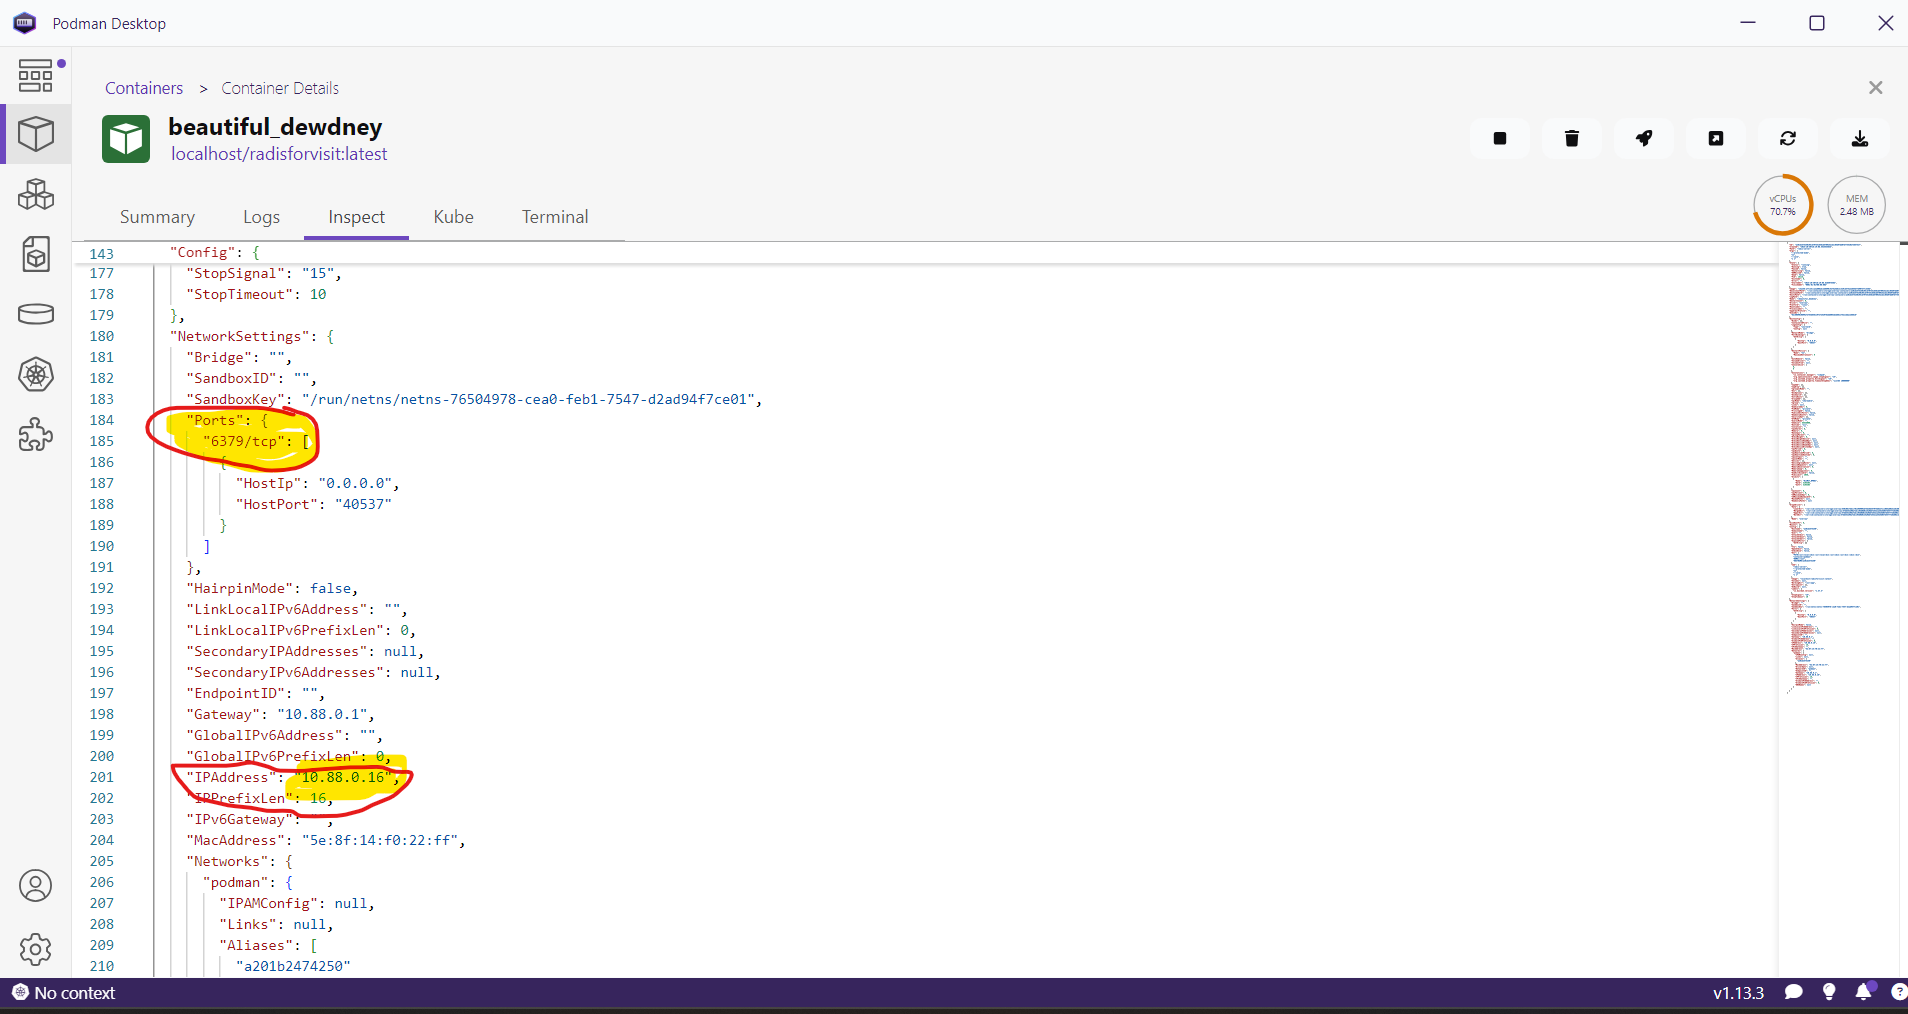 Podman Desktop
Containers > Container Details
beautiful_dewdney
localhost/radisforvisit:latest
vCPUs
70.7%
MEM
2.48 MB
Summary Logs Inspect Kube Terminal
143 "Config": {
177 "StopSignal": "15",
178 "StopTimeout": 10
179 },
180 "NetworkSettings": {
181 "Bridge": "",
182 "SandboxID": "",
183 "SandboxKey": "/run/netns/netns-76504978-cea0-feb1-7547-d2ad94f7ce01",
184 "Ports": {
185 "6379/tcp": [
186 {
187 "HostIp": "0.0.0.0",
188 "HostPort": "40537"
189 }
190 ]
191 },
192 "HairpinMode": false,
193 "LinkLocalIPv6Address": "",
194 "LinkLocalIPv6PrefixLen": 0,
195 "SecondaryIPAddresses": null,
196 "SecondaryIPv6Addresses": null,
197 "EndpointID": "",
198 "Gateway": "10.88.0.1",
199 "GlobalIPv6Address": "",
200 "GlobalIPv6PrefixLen": 0,
201 "IPAddress": "10.88.0.16",
202 "IPPrefixLen": 16,
203 "IPv6Gateway": "",
204 "MacAddress": "5e:8f:14:f0:22:ff",
205 "Networks": {
206 "podman": {
207 "IPAMConfig": null,
208 "Links": null,
209 "Aliases": [
210 "a201b2474250"
No context
v1.13.3